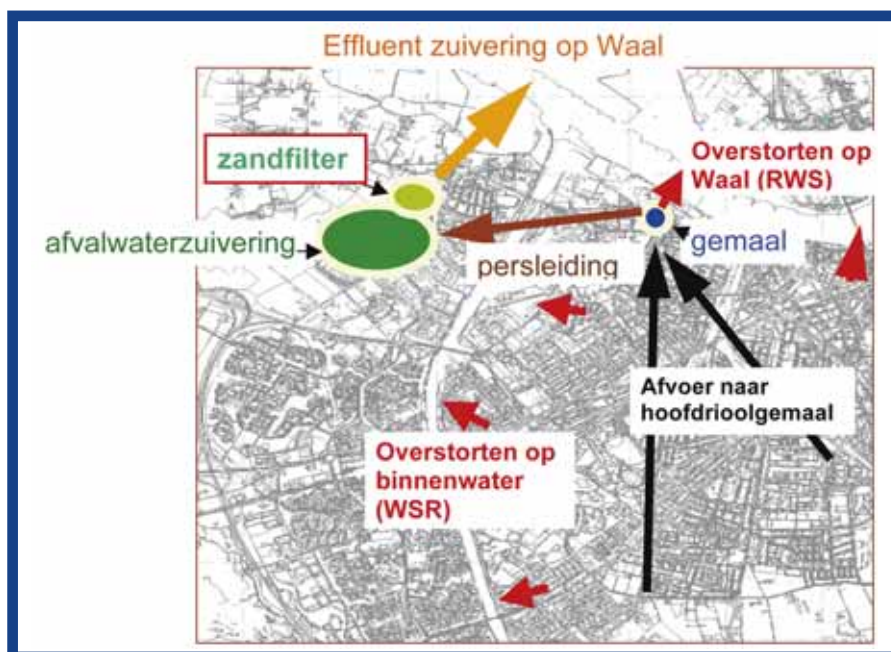 Effluent zuivering op Waal
zandfilter
Overstorten op
Waal (RWS)
afvalwaterzuivering
gemaal
persleiding
Afvoer naar
hoofdrioolgemaal
Overstorten op
binnenwater
(WSR)